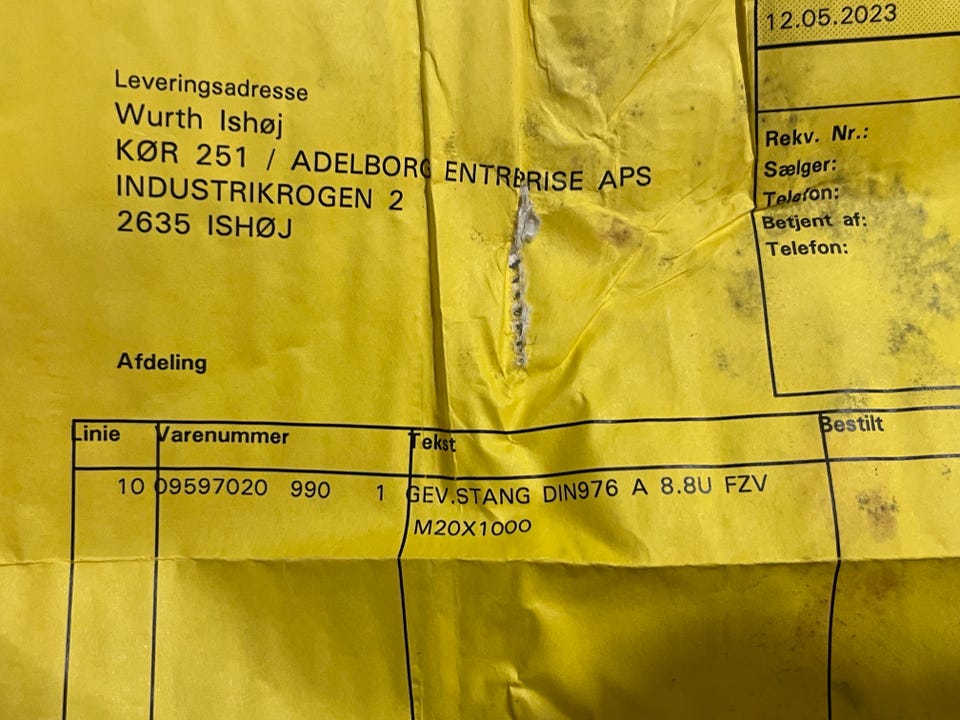 12.05.2023
Leveringsadresse
Wurth Ishøj
KØR 251 / ADELBORG ENTREPRISE APS
INDUSTRIKROGEN 2
2635 ISHØJ
Rekv. Nr.:
Sælger:
Telefon:
Betjent af:
Telefon:
Afdeling
Linie Varenummer Tekst Bestilt
10 09597020 990 1 GEV.STANG DIN976 A 8.8U FZV
M20X1000